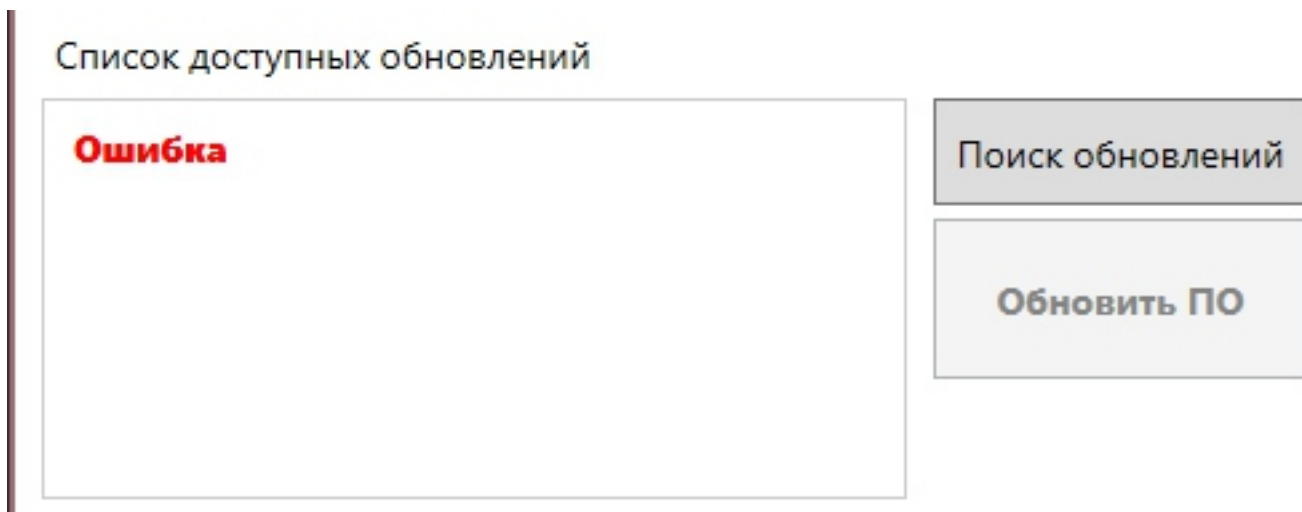 Список доступных обновлений
Ошибка
Поиск обновлений
Обновить ПО